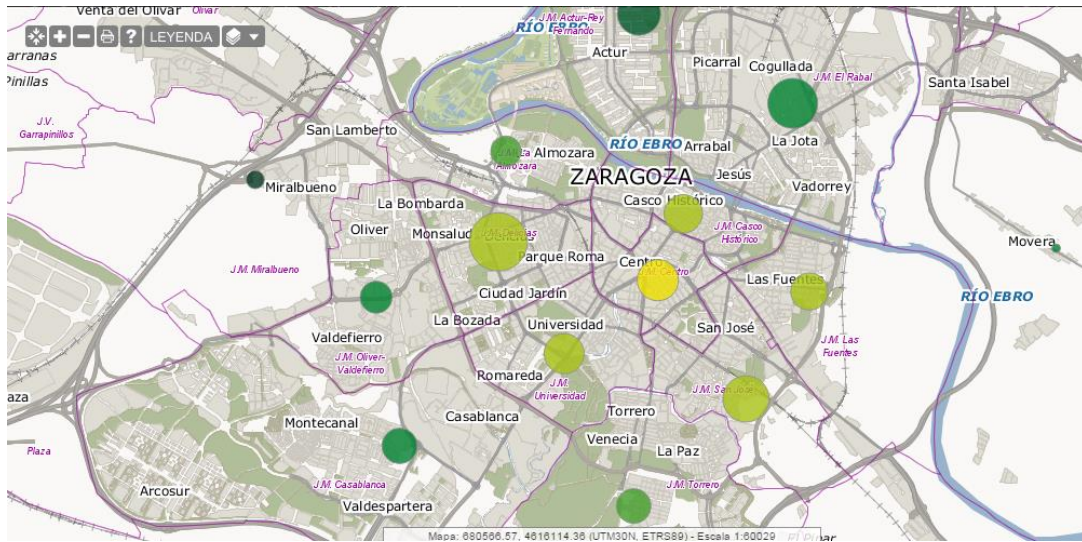 Venta del Olivar
Olivar
LEYENDA
arranas
Pinillas
J.V.
Garrapinillos
RÍO EBRO
J.M. Actur-Rey
Fernando
Actur
Picarral
Cogullada
J.M. El Rabal
Santa Isabel
San Lamberto
Almozara
RÍO EBRO
Arrabal
La Jota
ZARAGOZA
Jesús
Vadorrey
Miralbueno
La Bombarda
Casco Histórico
Oliver
Monsalud
J.M. Delicias
J.M. Casco
Histórico
Movera
J.M. Miralbueno
Parque Roma
Centro
J.M. Centro
Las Fuentes
Ciudad Jardín
RÍO EBRO
La Bozada
Universidad
San José
Valdefierro
J.M. Las
Fuentes
J.M. Oliver-
Valdefierro
Romareda
J.M.
Universidad
J.M. San José
aza
Casablanca
Torrero
Montecanal
Venecia
La Paz
Plaza
Arcosur
J.M. Casablanca
J.M. Torrero
Valdespartera
Mapa: 680566.57, 4616114.36 (UTM30N, ETRS89) - Escala 1:60029